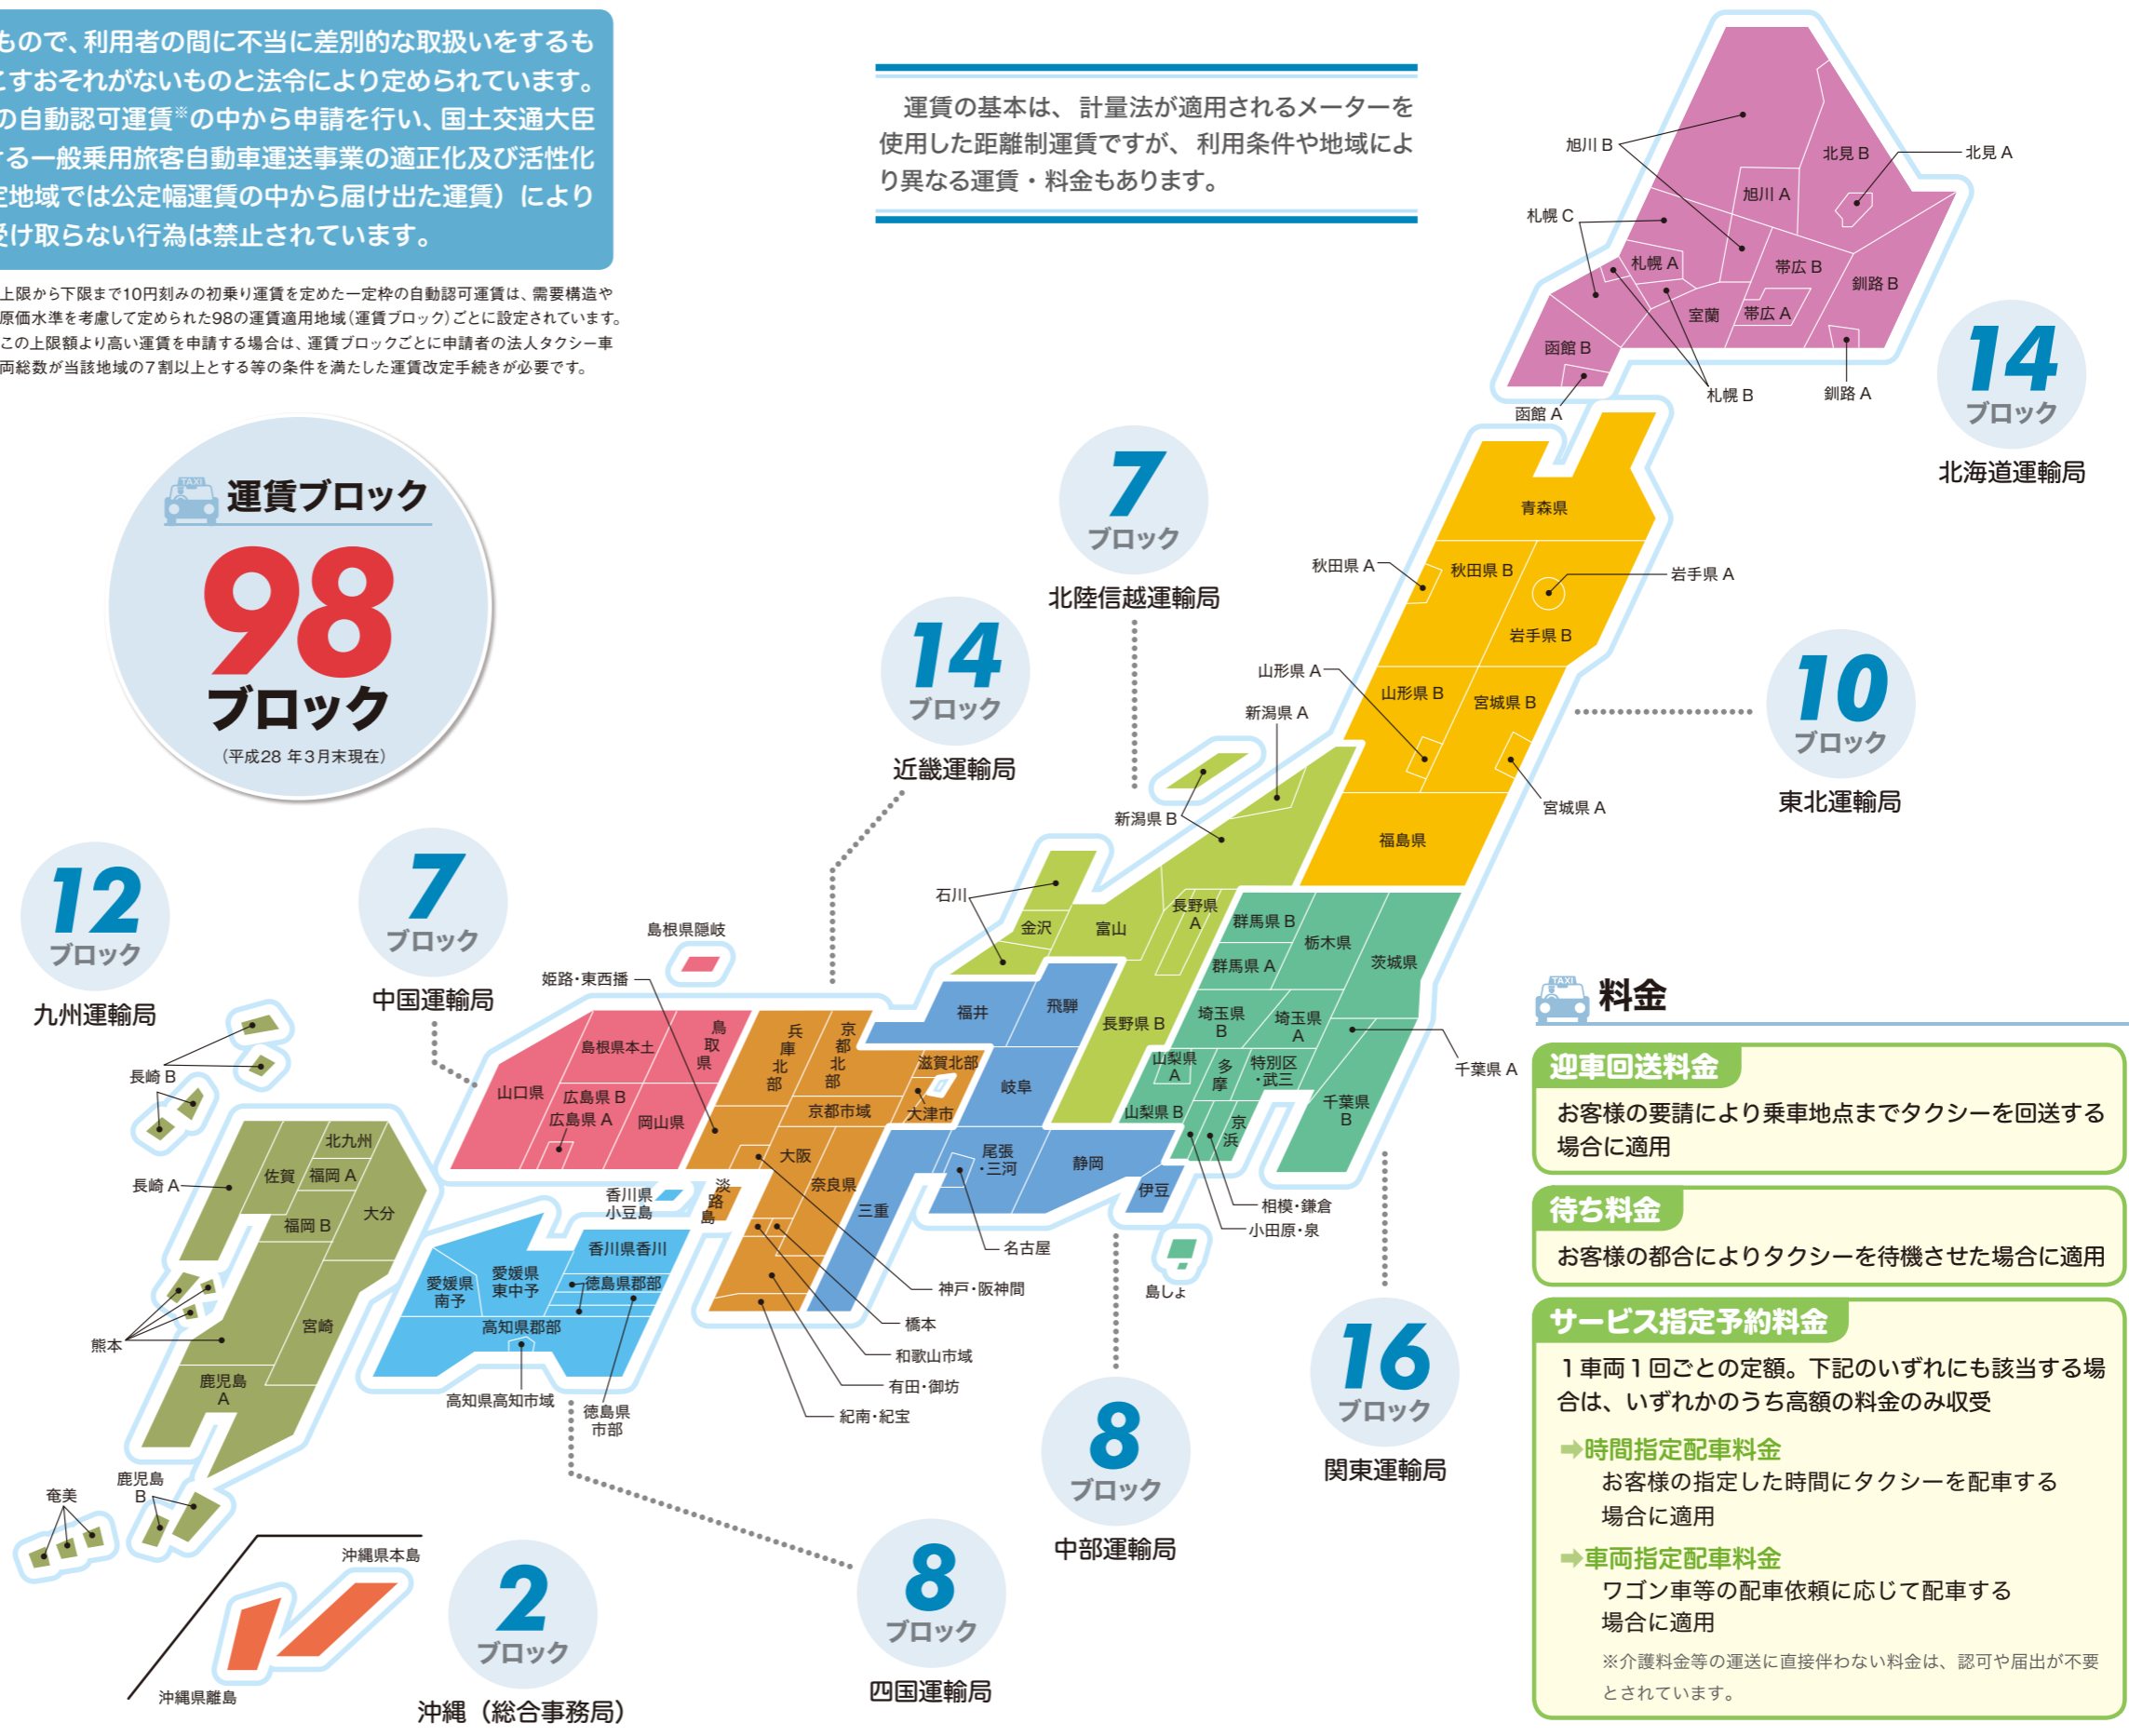 もので、利用者の間に不当に差別的な取扱いをするも
こすおそれがないものと法令により定められています。
の自動認可運賃※の中から申請を行い、国土交通大臣
ける一般乗用旅客自動車運送事業の適正化及び活性化
定地域では公定幅運賃の中から届け出た運賃）により
受け取らない行為は禁止されています。
上限から下限まで10円刻みの初乗り運賃を定めた一定枠の自動認可運賃は、需要構造や
原価水準を考慮して定められた98の運賃適用地域（運賃ブロック）ごとに設定されています。
この上限額より高い運賃を申請する場合は、運賃ブロックごとに申請者の法人タクシー車
両総数が当該地域の7割以上とする等の条件を満たした運賃改定手続きが必要です。
運賃の基本は、計量法が適用されるメーターを
使用した距離制運賃ですが、利用条件や地域によ
り異なる運賃・料金もあります。
TAXI
運賃ブロック
98
ブロック
（平成28 年3月末現在）
旭川 B
北見 B
北見 A
旭川 A
札幌 C
札幌 A
帯広 B
釧路 B
室蘭
帯広 A
函館 B
札幌 B
釧路 A
函館 A
14
ブロック
北海道運輸局
青森県
秋田県 A
秋田県 B
岩手県 A
岩手県 B
山形県 A
山形県 B
宮城県 B
宮城県 A
福島県
10
ブロック
東北運輸局
7
ブロック
北陸信越運輸局
新潟県 A
新潟県 B
石川
金沢
富山
長野県
A
長野県 B
14
ブロック
近畿運輸局
姫路・東西播
兵庫北部
京都北部
滋賀北部
京都市域
大津市
大阪
奈良県
淡路島
神戸・阪神間
橋本
和歌山市域
有田・御坊
紀南・紀宝
群馬県 B
栃木県
群馬県 A
茨城県
埼玉県
B
埼玉県
A
山梨県
A
多摩
特別区
・武三
千葉県 A
山梨県 B
京浜
千葉県
B
相模・鎌倉
小田原・泉
島しょ
16
ブロック
関東運輸局
福井
飛騨
岐阜
尾張
・三河
静岡
三重
伊豆
名古屋
8
ブロック
中部運輸局
7
ブロック
中国運輸局
島根県隠岐
島根県本土
鳥取県
山口県
広島県 B
広島県 A
岡山県
香川県
小豆島
香川県香川
愛媛県
南予
愛媛県
東中予
徳島県郡部
高知県郡部
高知県高知市域
徳島県
市部
8
ブロック
四国運輸局
12
ブロック
九州運輸局
長崎 B
長崎 A
北九州
佐賀
福岡 A
福岡 B
大分
熊本
宮崎
鹿児島
A
鹿児島
B
奄美
沖縄県本島
沖縄県離島
2
ブロック
沖縄（総合事務局）
TAXI
料金
迎車回送料金
お客様の要請により乗車地点までタクシーを回送する
場合に適用
待ち料金
お客様の都合によりタクシーを待機させた場合に適用
サービス指定予約料金
1車両1回ごとの定額。下記のいずれにも該当する場
合は、いずれかのうち高額の料金のみ収受
➡時間指定配車料金
お客様の指定した時間にタクシーを配車する
場合に適用
➡車両指定配車料金
ワゴン車等の配車依頼に応じて配車する
場合に適用
※介護料金等の運送に直接伴わない料金は、認可や届出が不要
とされています。